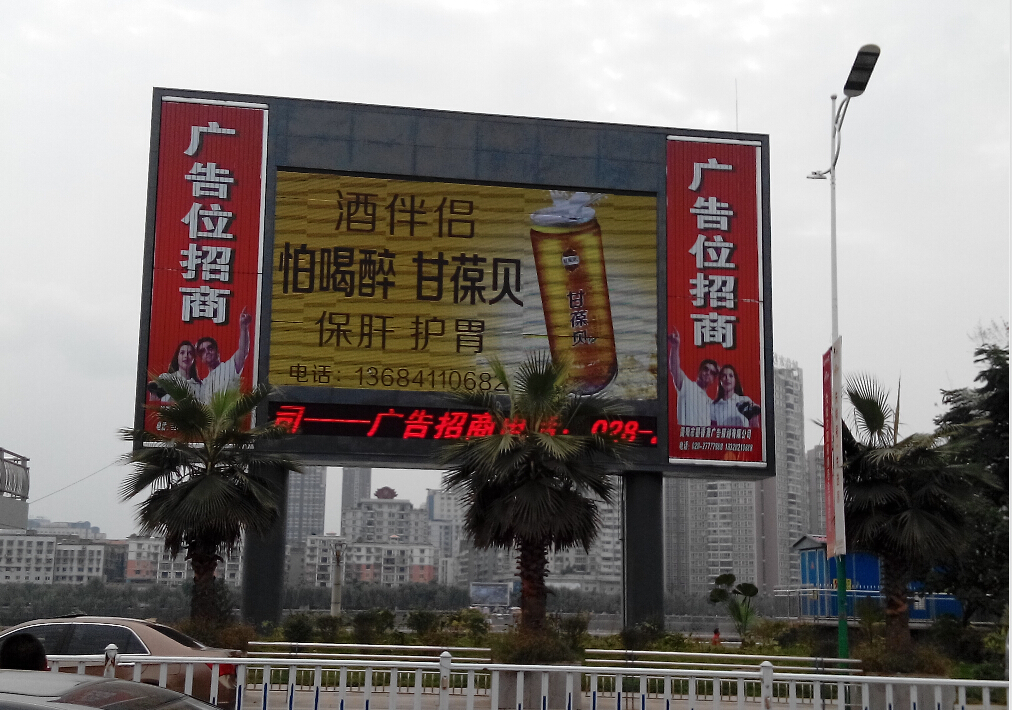 广告位招商
酒伴侣
怕喝醉 甘葆贝
保肝 护胃
电话：13684110682
甘葆贝
司——广告招商电话：028-
广告位招商